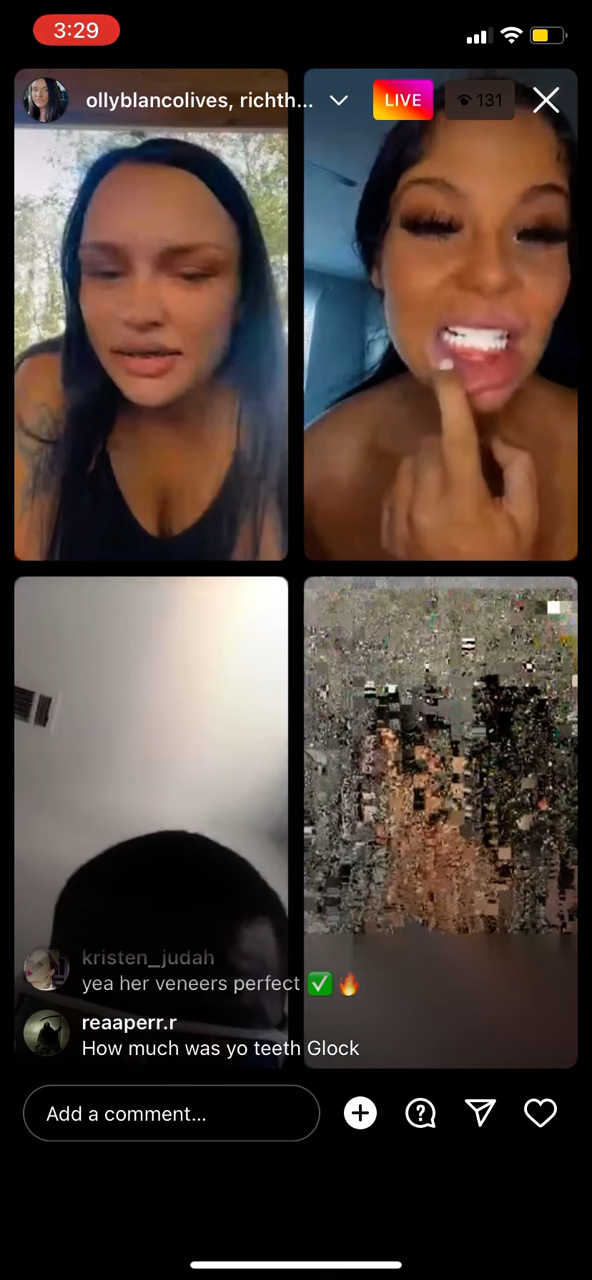 3:29
ollyblancolives, richth...
LIVE
131
kristen_judah
yea her veneers perfect ✅🔥
reaaperr.r
How much was yo teeth Glock
Add a comment...